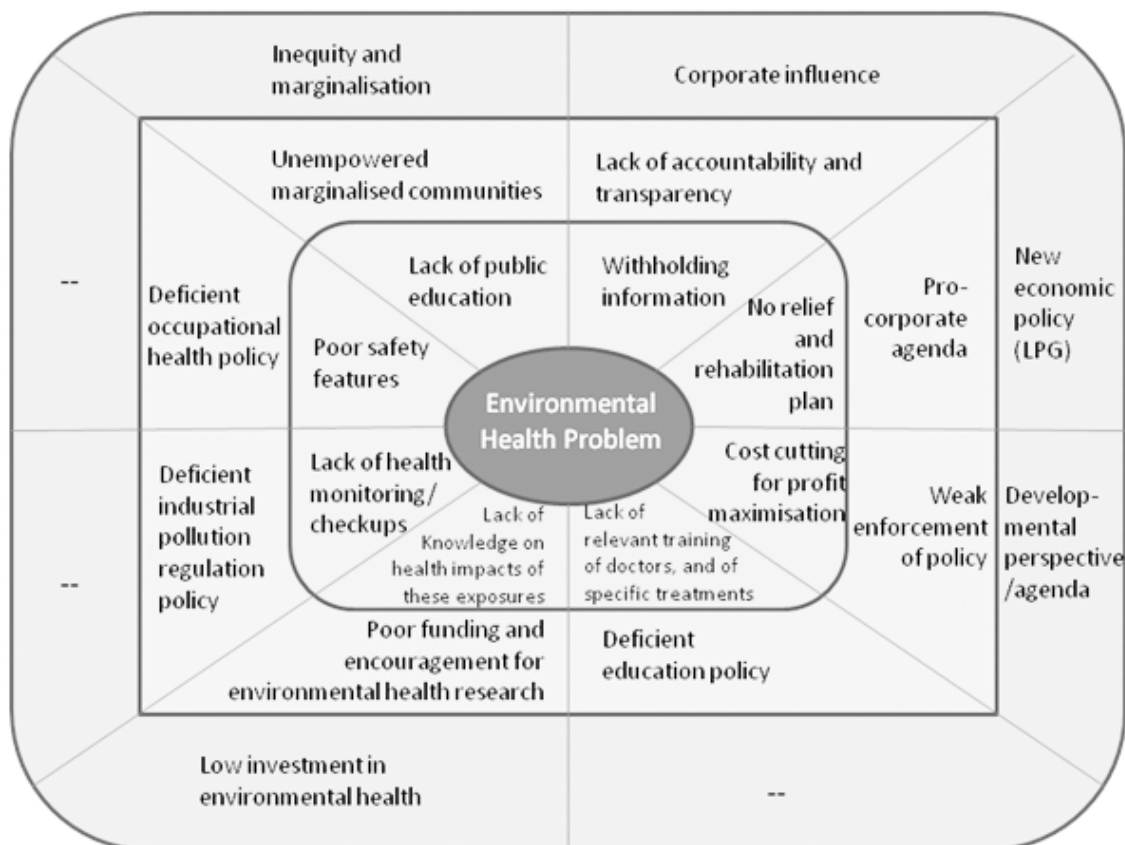 Inequity and
marginalisation
Corporate influence
Unempowered
marginalised communities
Lack of accountability and
transparency
--
Deficient
occupational
health policy
Lack of public
education
Withholding
information
Poor safety
features
No relief
and
rehabilitation
plan
Pro-
corporate
agenda
New
economic
policy
(LPG)
Environmental
Health Problem
--
Deficient
industrial
pollution
regulation
policy
Lack of health
monitoring/
checkups
Lack of
Knowledge on
health impacts of
these exposures
Lack of
relevant training
of doctors, and of
specific treatments
Cost cutting
for profit
maximisation
Weak
enforcement
of policy
Develop-
mental
perspective
/agenda
Poor funding and
encouragement for
environmental health research
Deficient
education policy
Low investment in
environmental health
--